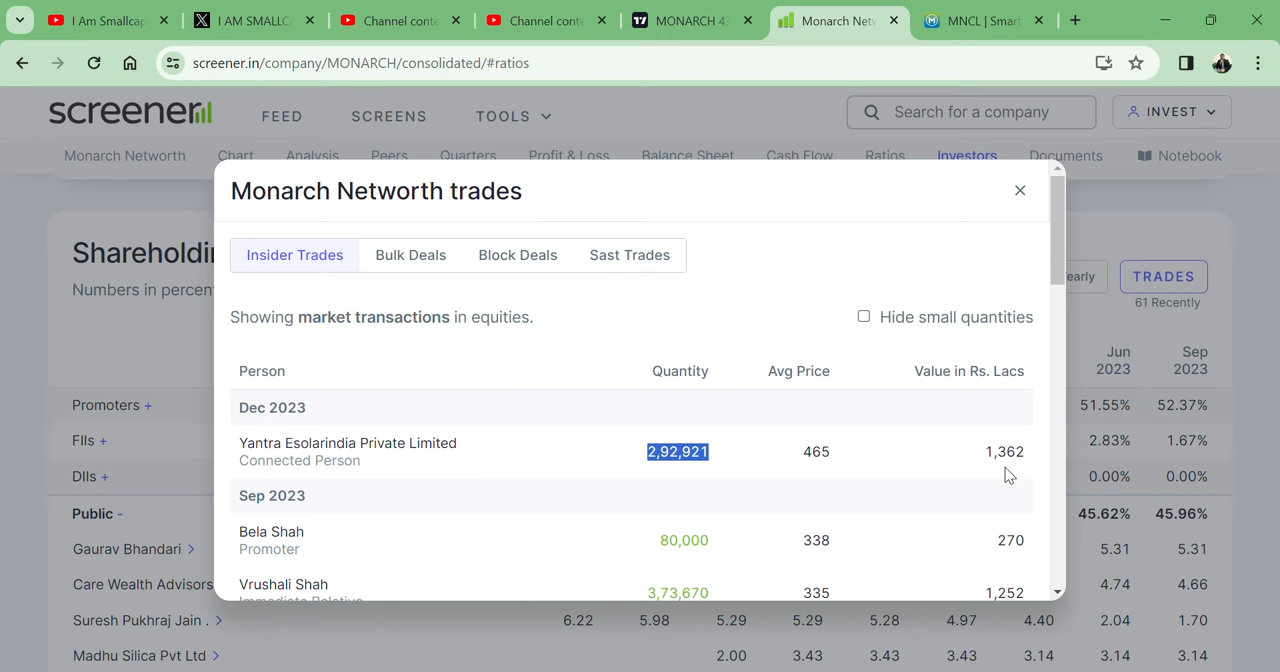 I Am Smallcap
I AM SMALLC
Channel conte
Channel conte
MONARCH 43
Monarch Netw
MNCL | Smart
screener.in/company/MONARCH/consolidated/#ratios
screener
FEED
SCREENS
TOOLS
Search for a company
INVEST
Monarch Networth
Chart
Analysis
Peers
Quarters
Profit & Loss
Balance Sheet
Cash Flow
Ratios
Investors
Documents
Notebook
Monarch Networth trades
Insider Trades
Bulk Deals
Block Deals
Sast Trades
Showing market transactions in equities.
Hide small quantities
Person Quantity Avg Price Value in Rs. Lacs
Dec 2023
Yantra Esolarindia Private Limited 2,92,921 465 1,362
Connected Person
Sep 2023
Bela Shah 80,000 338 270
Promoter
Vrushali Shah 3,73,670 335 1,252
Immediate Relative
Shareholdin
Numbers in percent
early
TRADES
61 Recently
Jun 2023 Sep 2023
Promoters + 51.55% 52.37%
FIIs + 2.83% 1.67%
DIIs + 0.00% 0.00%
Public - 45.62% 45.96%
Gaurav Bhandari > 5.31 5.31
Care Wealth Advisors 4.74 4.66
Suresh Pukhraj Jain . > 6.22 5.98 5.29 5.29 5.28 4.97 4.40 2.04 1.70
Madhu Silica Pvt Ltd > 2.00 3.43 3.43 3.43 3.14 3.14 3.14